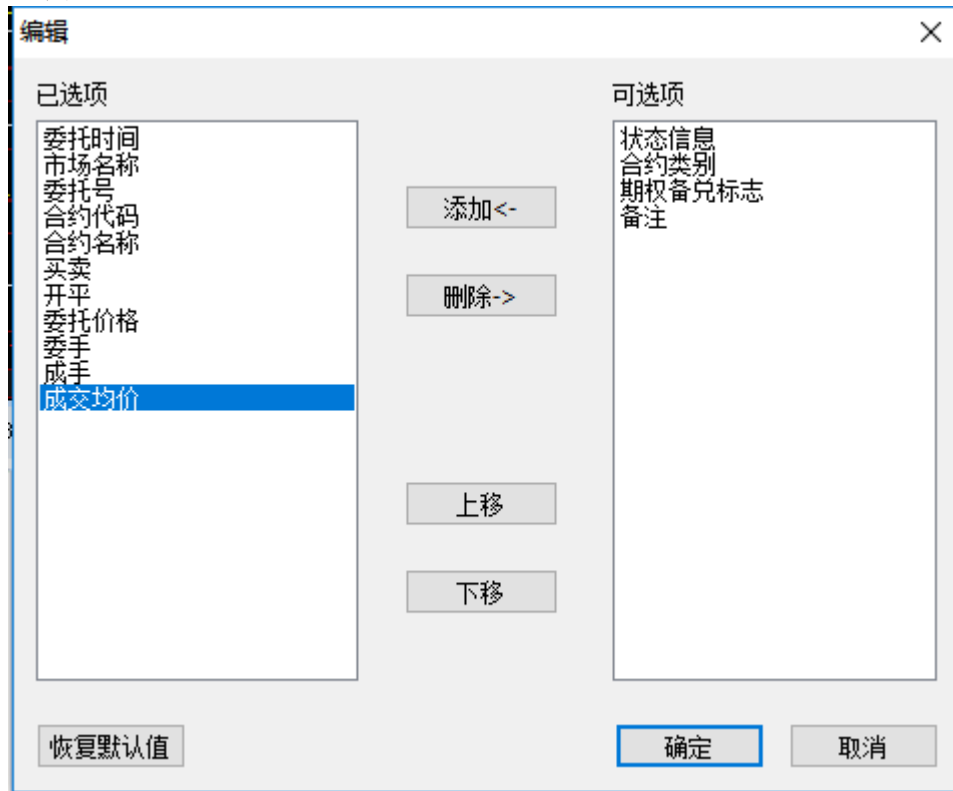 编辑
已选项
委托时间
市场名称
委托号
合约代码
合约名称
买卖
开平
委托价格
委手
成手
成交均价
添加<-
删除->
上移
下移
可选项
状态信息
合约类别
期权备兑标志
备注
恢复默认值
确定
取消